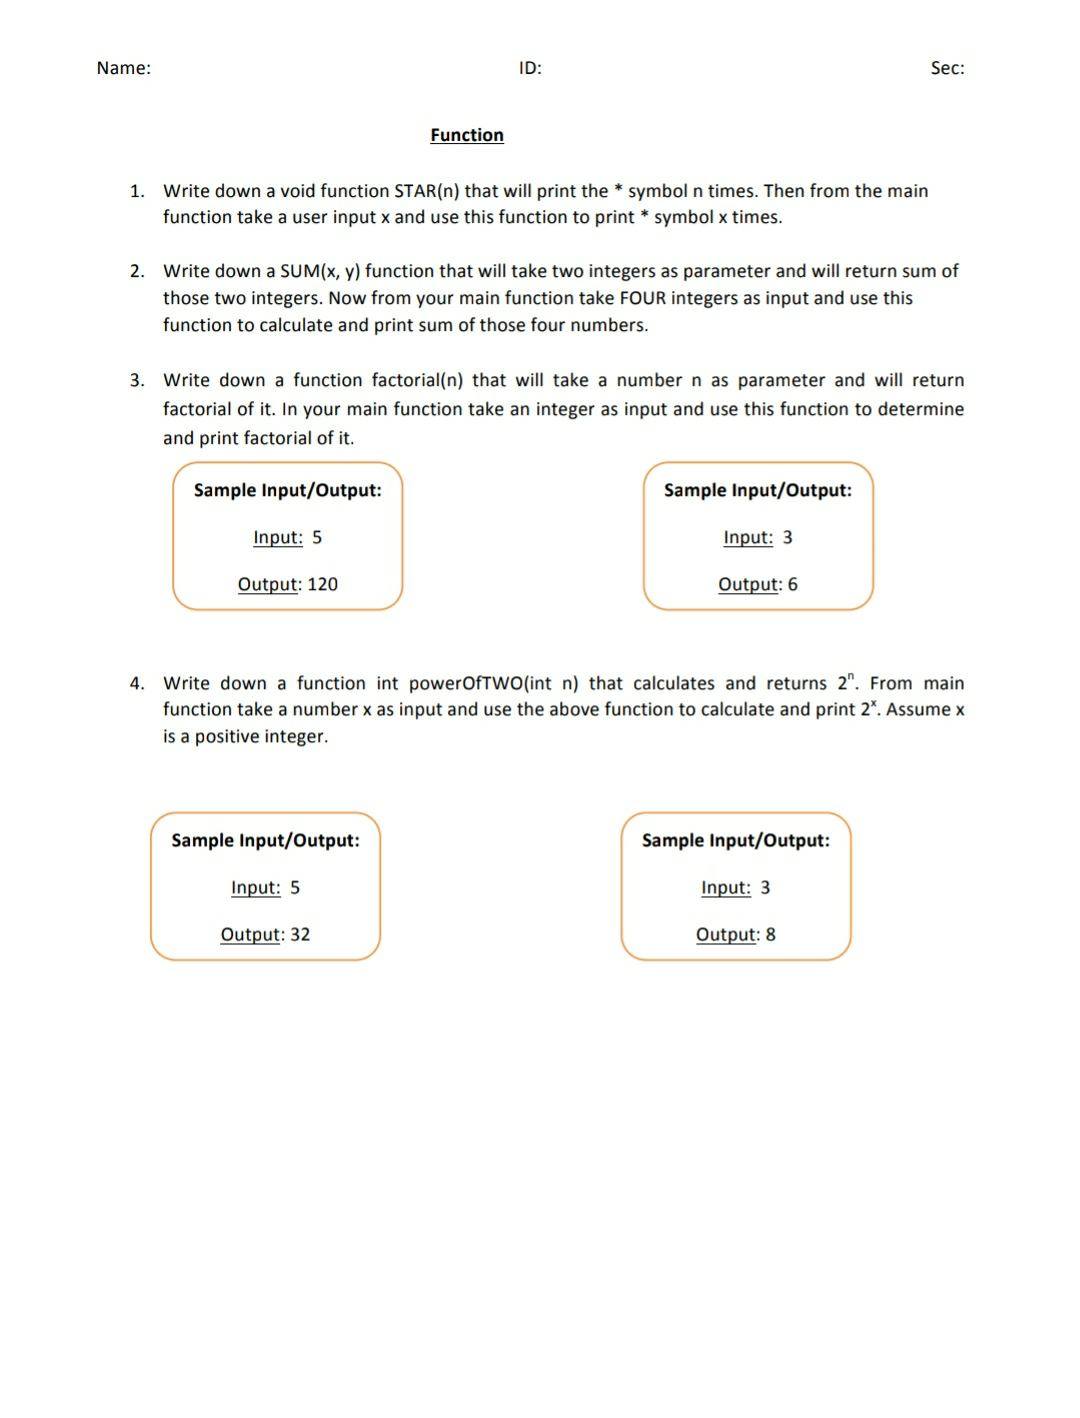 Name: ID: Sec:
Function
1. Write down a void function STAR(n) that will print the * symbol n times. Then from the main
function take a user input x and use this function to print * symbol x times.
2. Write down a SUM(x, y) function that will take two integers as parameter and will return sum of
those two integers. Now from your main function take FOUR integers as input and use this
function to calculate and print sum of those four numbers.
3. Write down a function factorial(n) that will take a number n as parameter and will return
factorial of it. In your main function take an integer as input and use this function to determine
and print factorial of it.
Sample Input/Output:
Input: 5
Output: 120
Sample Input/Output:
Input: 3
Output: 6
4. Write down a function int powerOfTWO(int n) that calculates and returns 2ⁿ. From main
function take a number x as input and use the above function to calculate and print 2ˣ. Assume x
is a positive integer.
Sample Input/Output:
Input: 5
Output: 32
Sample Input/Output:
Input: 3
Output: 8